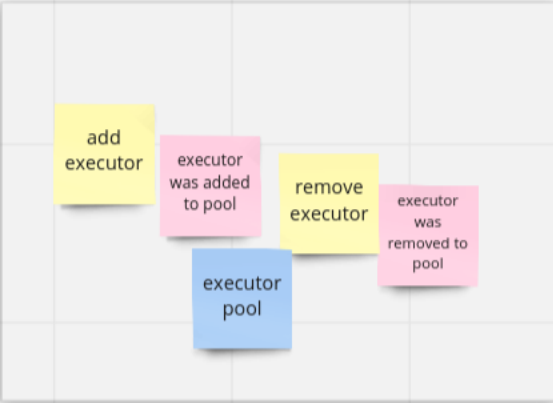 add
executor
executor
was added
to pool
remove
executor
executor
was
removed to
pool
executor
pool